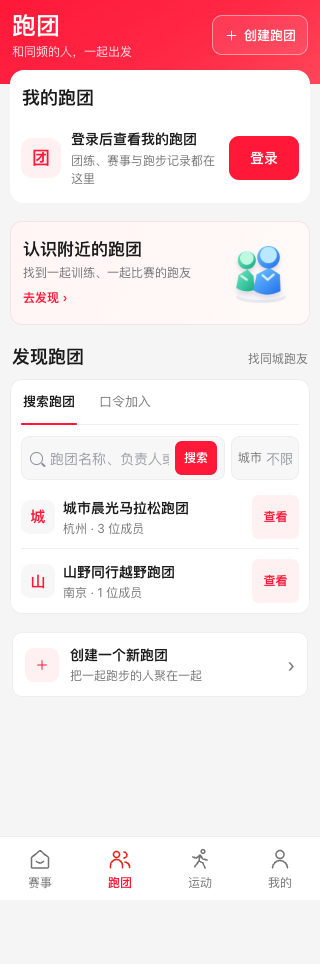 跑团
和同频的人，一起出发
＋ 创建跑团
我的跑团
团
登录后查看我的跑团
团练、赛事与跑步记录都在
这里
登录
认识附近的跑团
找到一起训练、一起比赛的跑友
去发现 ›
发现跑团
找同城跑友
搜索跑团
口令加入
跑团名称、负责人
搜索
城市 不限
城
城市晨光马拉松跑团
杭州 · 3 位成员
查看
山
山野同行越野跑团
南京 · 1 位成员
查看
＋
创建一个新跑团
把一起跑步的人聚在一起
›
赛事
跑团
运动
我的